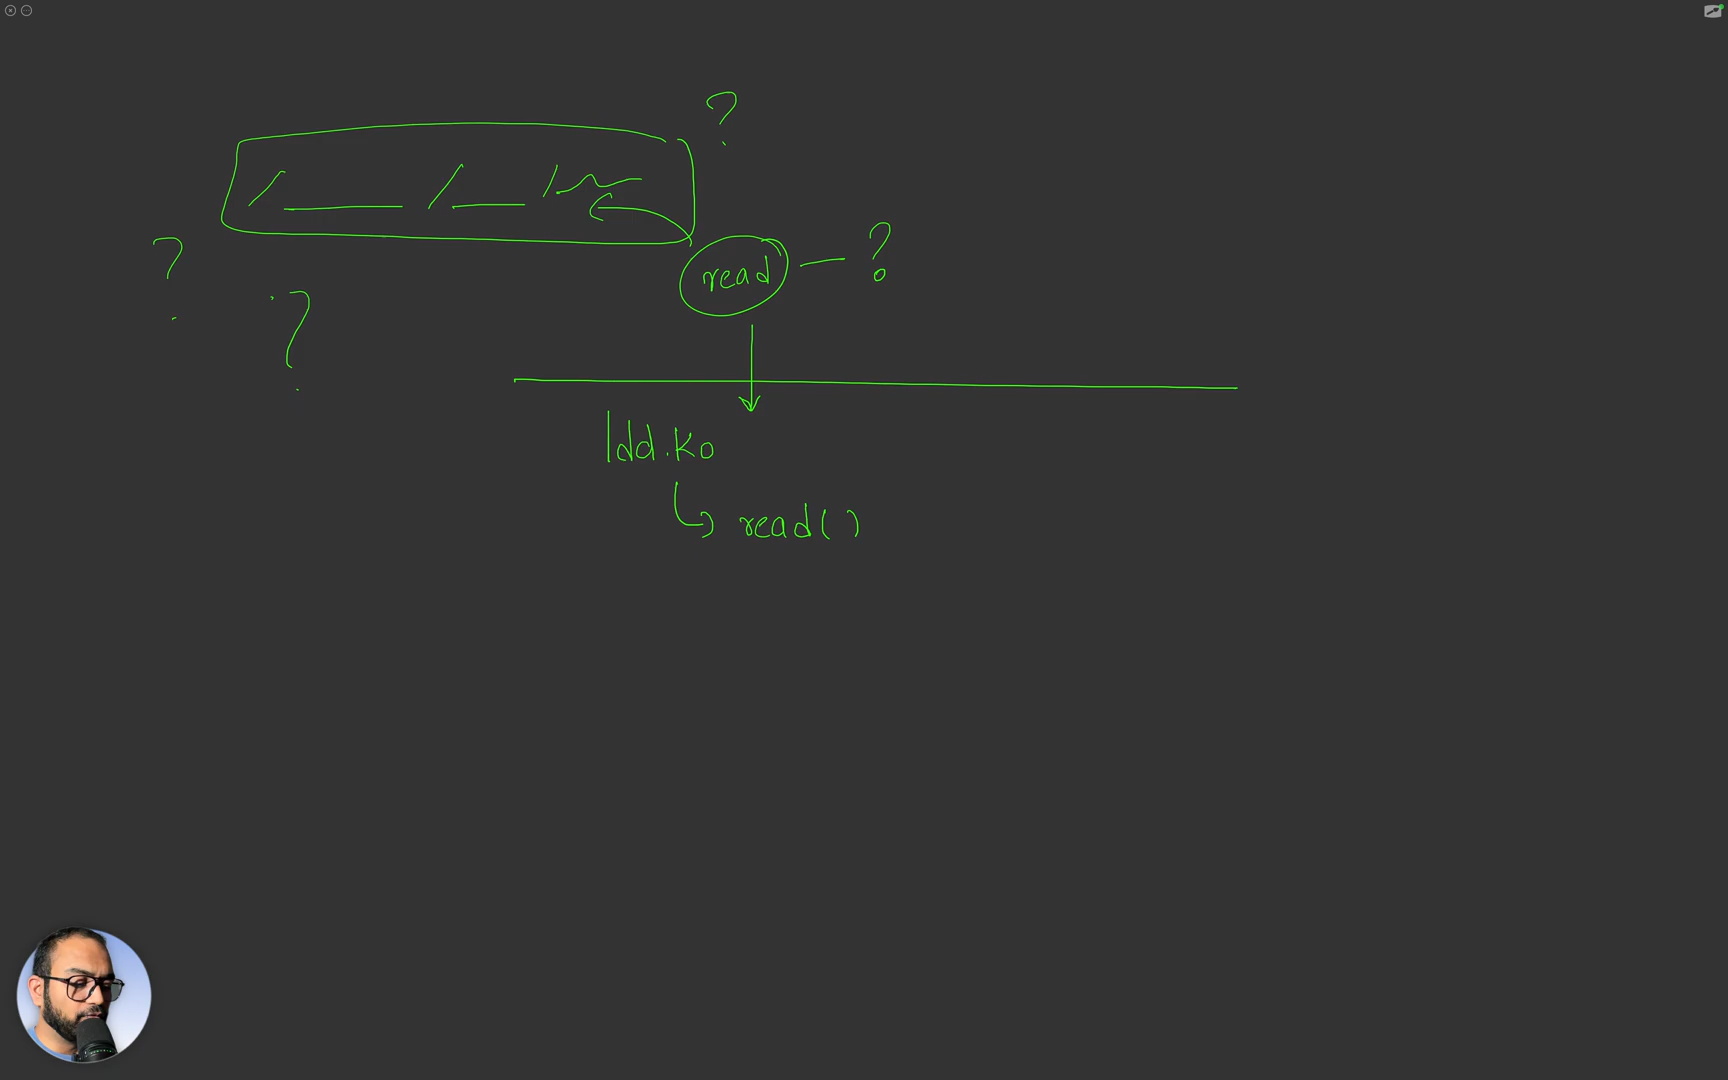 ?
/ / /
? read — ?
?
ldd.ko
read()